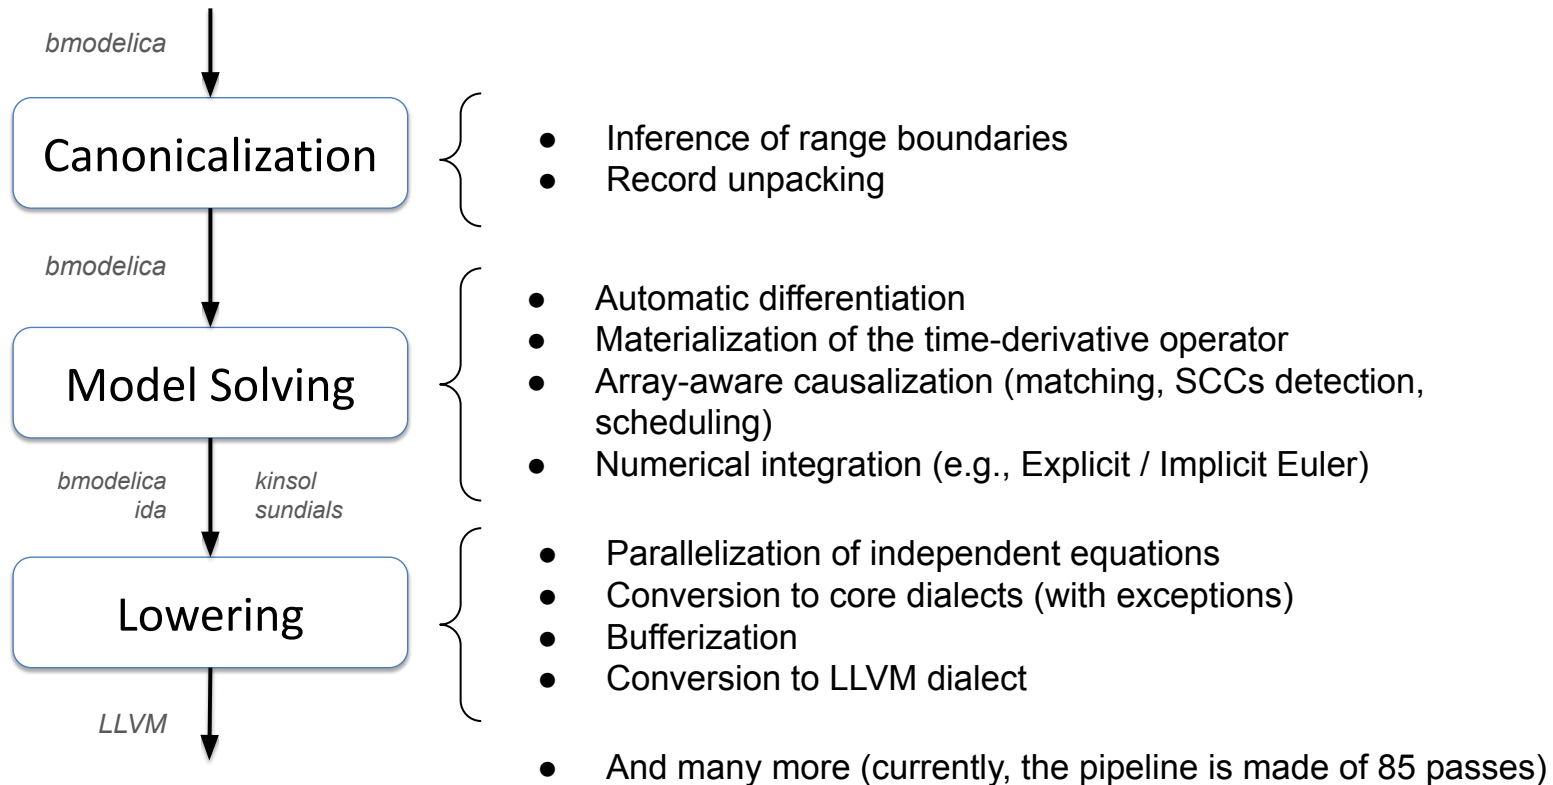 bmodelica
Canonicalization
● Inference of range boundaries
● Record unpacking
bmodelica
Model Solving
● Automatic differentiation
● Materialization of the time-derivative operator
● Array-aware causalization (matching, SCCs detection,
scheduling)
● Numerical integration (e.g., Explicit / Implicit Euler)
bmodelica
ida
kinsol
sundials
Lowering
● Parallelization of independent equations
● Conversion to core dialects (with exceptions)
● Bufferization
● Conversion to LLVM dialect
LLVM
● And many more (currently, the pipeline is made of 85 passes)